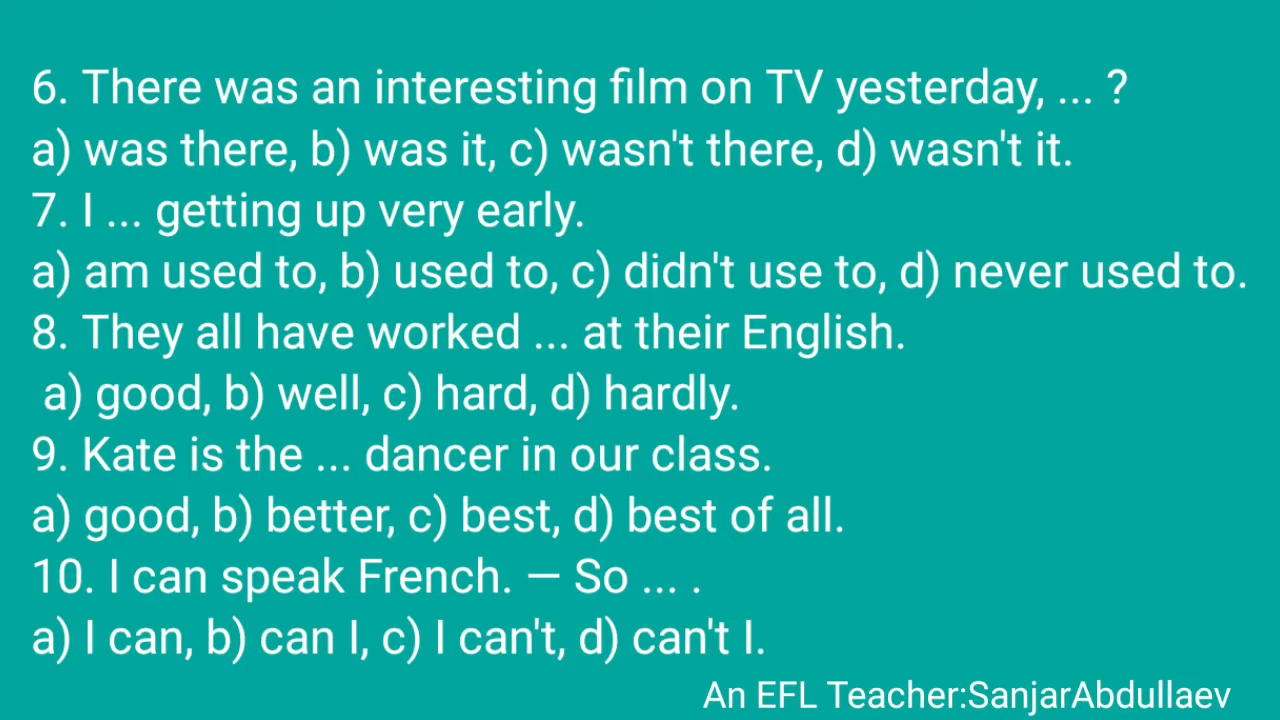 6. There was an interesting film on TV yesterday, ... ?
a) was there, b) was it, c) wasn't there, d) wasn't it.
7. I ... getting up very early.
a) am used to, b) used to, c) didn't use to, d) never used to.
8. They all have worked ... at their English.
a) good, b) well, c) hard, d) hardly.
9. Kate is the ... dancer in our class.
a) good, b) better, c) best, d) best of all.
10. I can speak French. — So ... .
a) I can, b) can I, c) I can't, d) can't I.
An EFL Teacher:SanjarAbdullaev